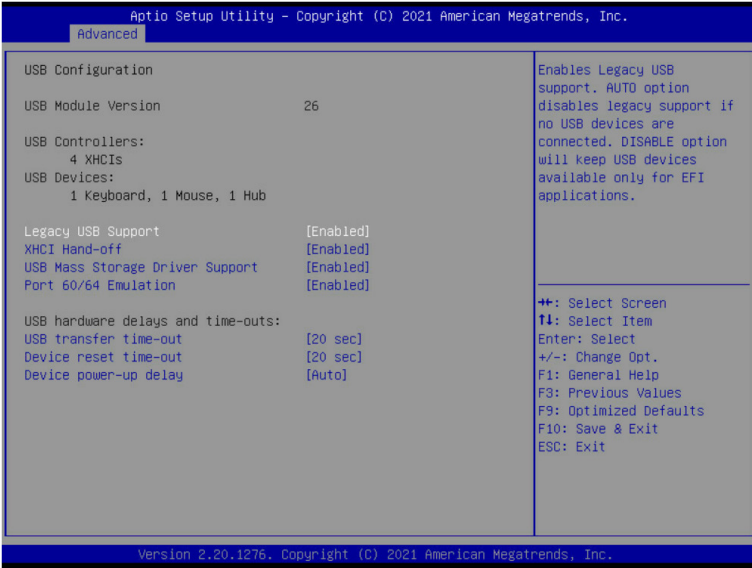 Aptio Setup Utility – Copyright (C) 2021 American Megatrends, Inc.
Advanced
USB Configuration
USB Module Version 26
USB Controllers:
4 XHCIs
USB Devices:
1 Keyboard, 1 Mouse, 1 Hub
Legacy USB Support [Enabled]
XHCI Hand-off [Enabled]
USB Mass Storage Driver Support [Enabled]
Port 60/64 Emulation [Enabled]
USB hardware delays and time-outs:
USB transfer time-out [20 sec]
Device reset time-out [20 sec]
Device power-up delay [Auto]
Enables Legacy USB
support. AUTO option
disables legacy support if
no USB devices are
connected. DISABLE option
will keep USB devices
available only for EFI
applications.
→←: Select Screen
↑↓: Select Item
Enter: Select
+/-: Change Opt.
F1: General Help
F3: Previous Values
F9: Optimized Defaults
F10: Save & Exit
ESC: Exit
Version 2.20.1276. Copyright (C) 2021 American Megatrends, Inc.